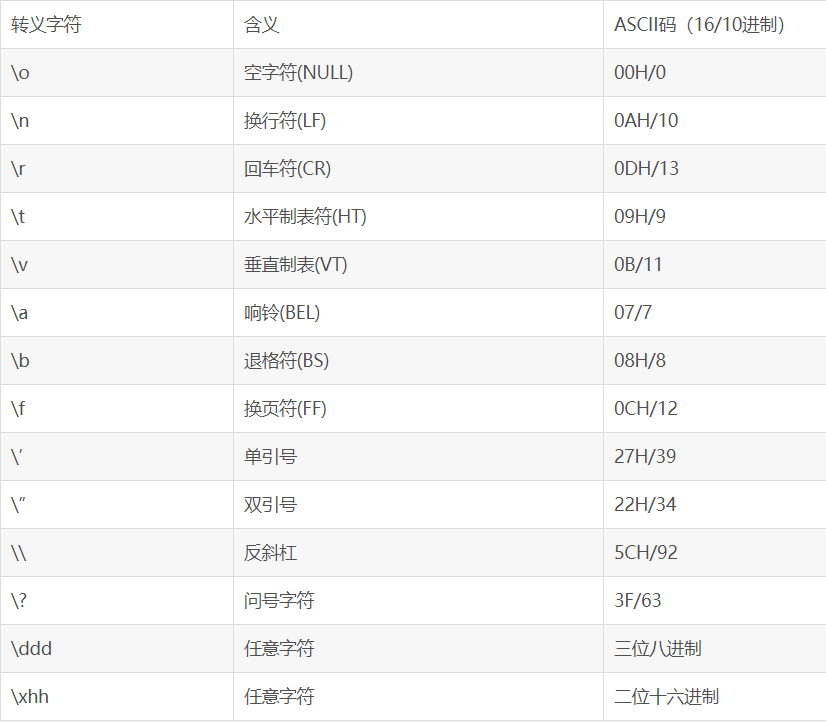 转义字符 含义 ASCII码（16/10进制）
\o 空字符(NULL) 00H/0
\n 换行符(LF) 0AH/10
\r 回车符(CR) 0DH/13
\t 水平制表符(HT) 09H/9
\v 垂直制表(VT) 0B/11
\a 响铃(BEL) 07/7
\b 退格符(BS) 08H/8
\f 换页符(FF) 0CH/12
\’ 单引号 27H/39
\” 双引号 22H/34
\\ 反斜杠 5CH/92
\? 问号字符 3F/63
\ddd 任意字符 三位八进制
\xhh 任意字符 二位十六进制